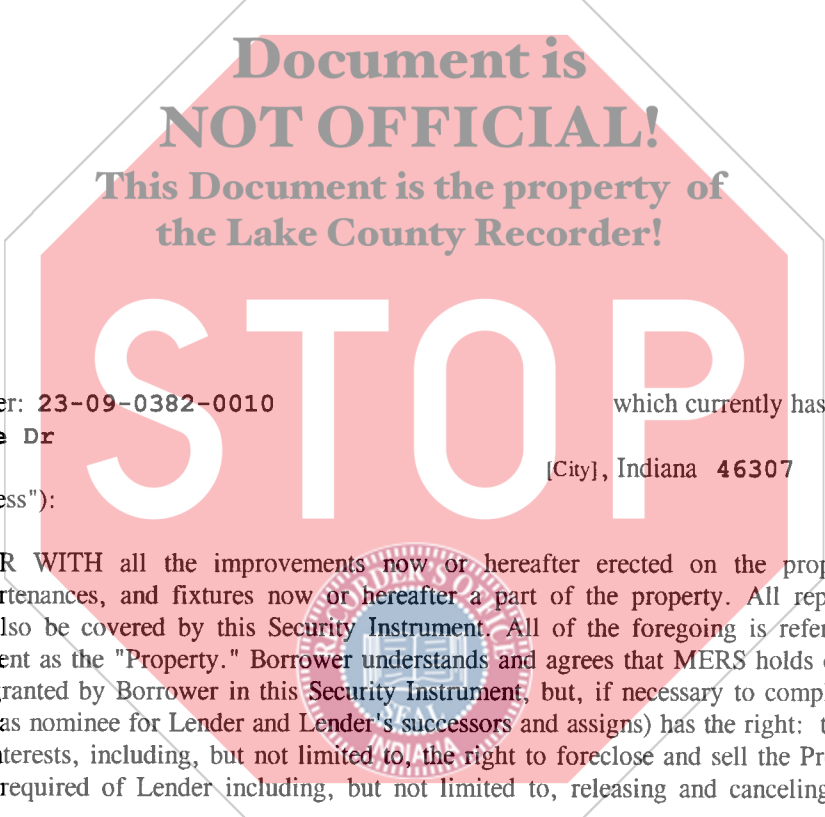 Document is
NOT OFFICIAL!
This Document is the property of
the Lake County Recorder!
STOP
er: 23-09-0382-0010 which currently has
e Dr
[City], Indiana 46307
ess"):
R WITH all the improvements now or hereafter erected on the prop
rtenances, and fixtures now or hereafter a part of the property. All rep
lso be covered by this Security Instrument. All of the foregoing is refer
ent as the "Property." Borrower understands and agrees that MERS holds
granted by Borrower in this Security Instrument, but, if necessary to compl
as nominee for Lender and Lender's successors and assigns) has the right: t
nterests, including, but not limited to, the right to foreclose and sell the Pr
required of Lender including, but not limited to, releasing and canceling
RECORDER'S OFFICE
SEAL
INDIANA